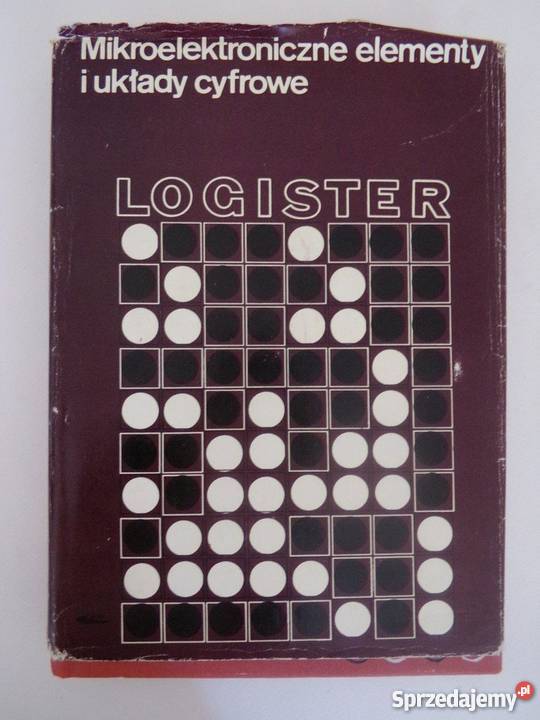 Mikroelektroniczne elementy
i układy cyfrowe
LOGISTER
Sprzedajemy.pl